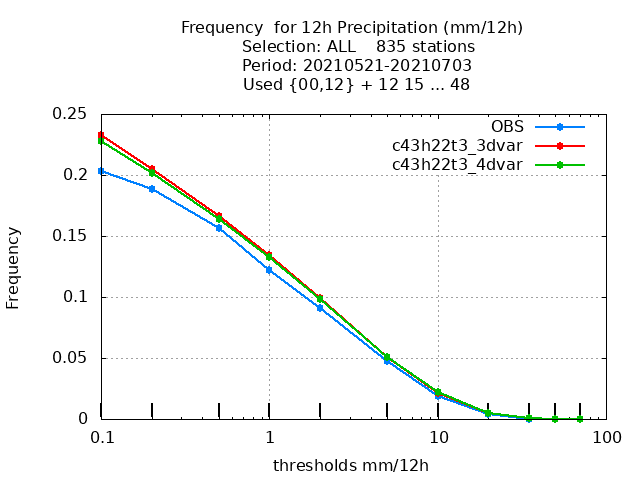 Frequency  for 12h Precipitation (mm/12h)
Selection: ALL    835 stations
Period: 20210521-20210703
Used {00,12} + 12 15 ... 48
OBS
c43h22t3_3dvar
c43h22t3_4dvar
0.25
0.2
0.15
0.1
0.05
0
Frequency
0.1 1 10 100
thresholds mm/12h